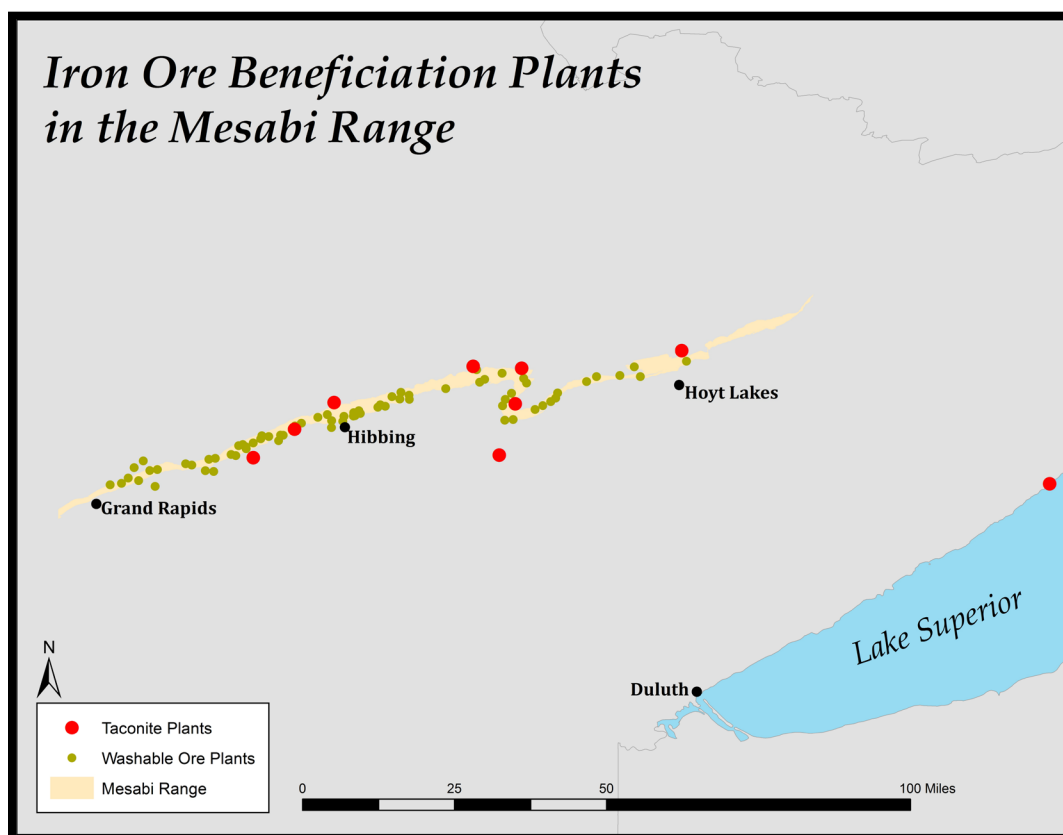 Iron Ore Beneficiation Plants
in the Mesabi Range
Hoyt Lakes
Hibbing
Grand Rapids
Lake Superior
Duluth
N
Taconite Plants
Washable Ore Plants
Mesabi Range
0 25 50 100 Miles